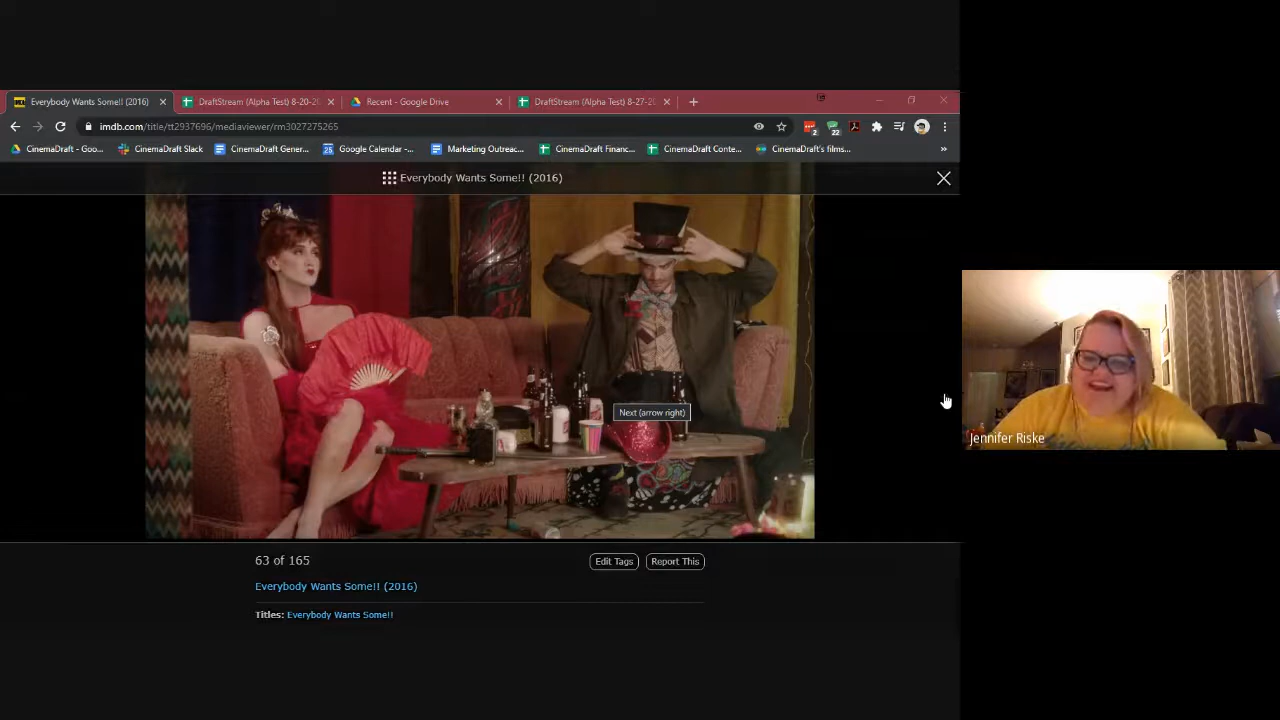 Everybody Wants Some!! (2016)
DraftStream (Alpha Test) 8-20-2
Recent - Google Drive
DraftStream (Alpha Test) 8-27-2
imdb.com/title/tt2937696/mediaviewer/rm3027275265
2
22
CinemaDraft - Goo...
CinemaDraft Slack
CinemaDraft Gener...
25
Google Calendar -...
Marketing Outreac...
CinemaDraft Financ...
CinemaDraft Conte...
CinemaDraft's films...
»
Everybody Wants Some!! (2016)
Next (arrow right)
Jennifer Riske
63 of 165
Edit Tags
Report This
Everybody Wants Some!! (2016)
Titles: Everybody Wants Some!!